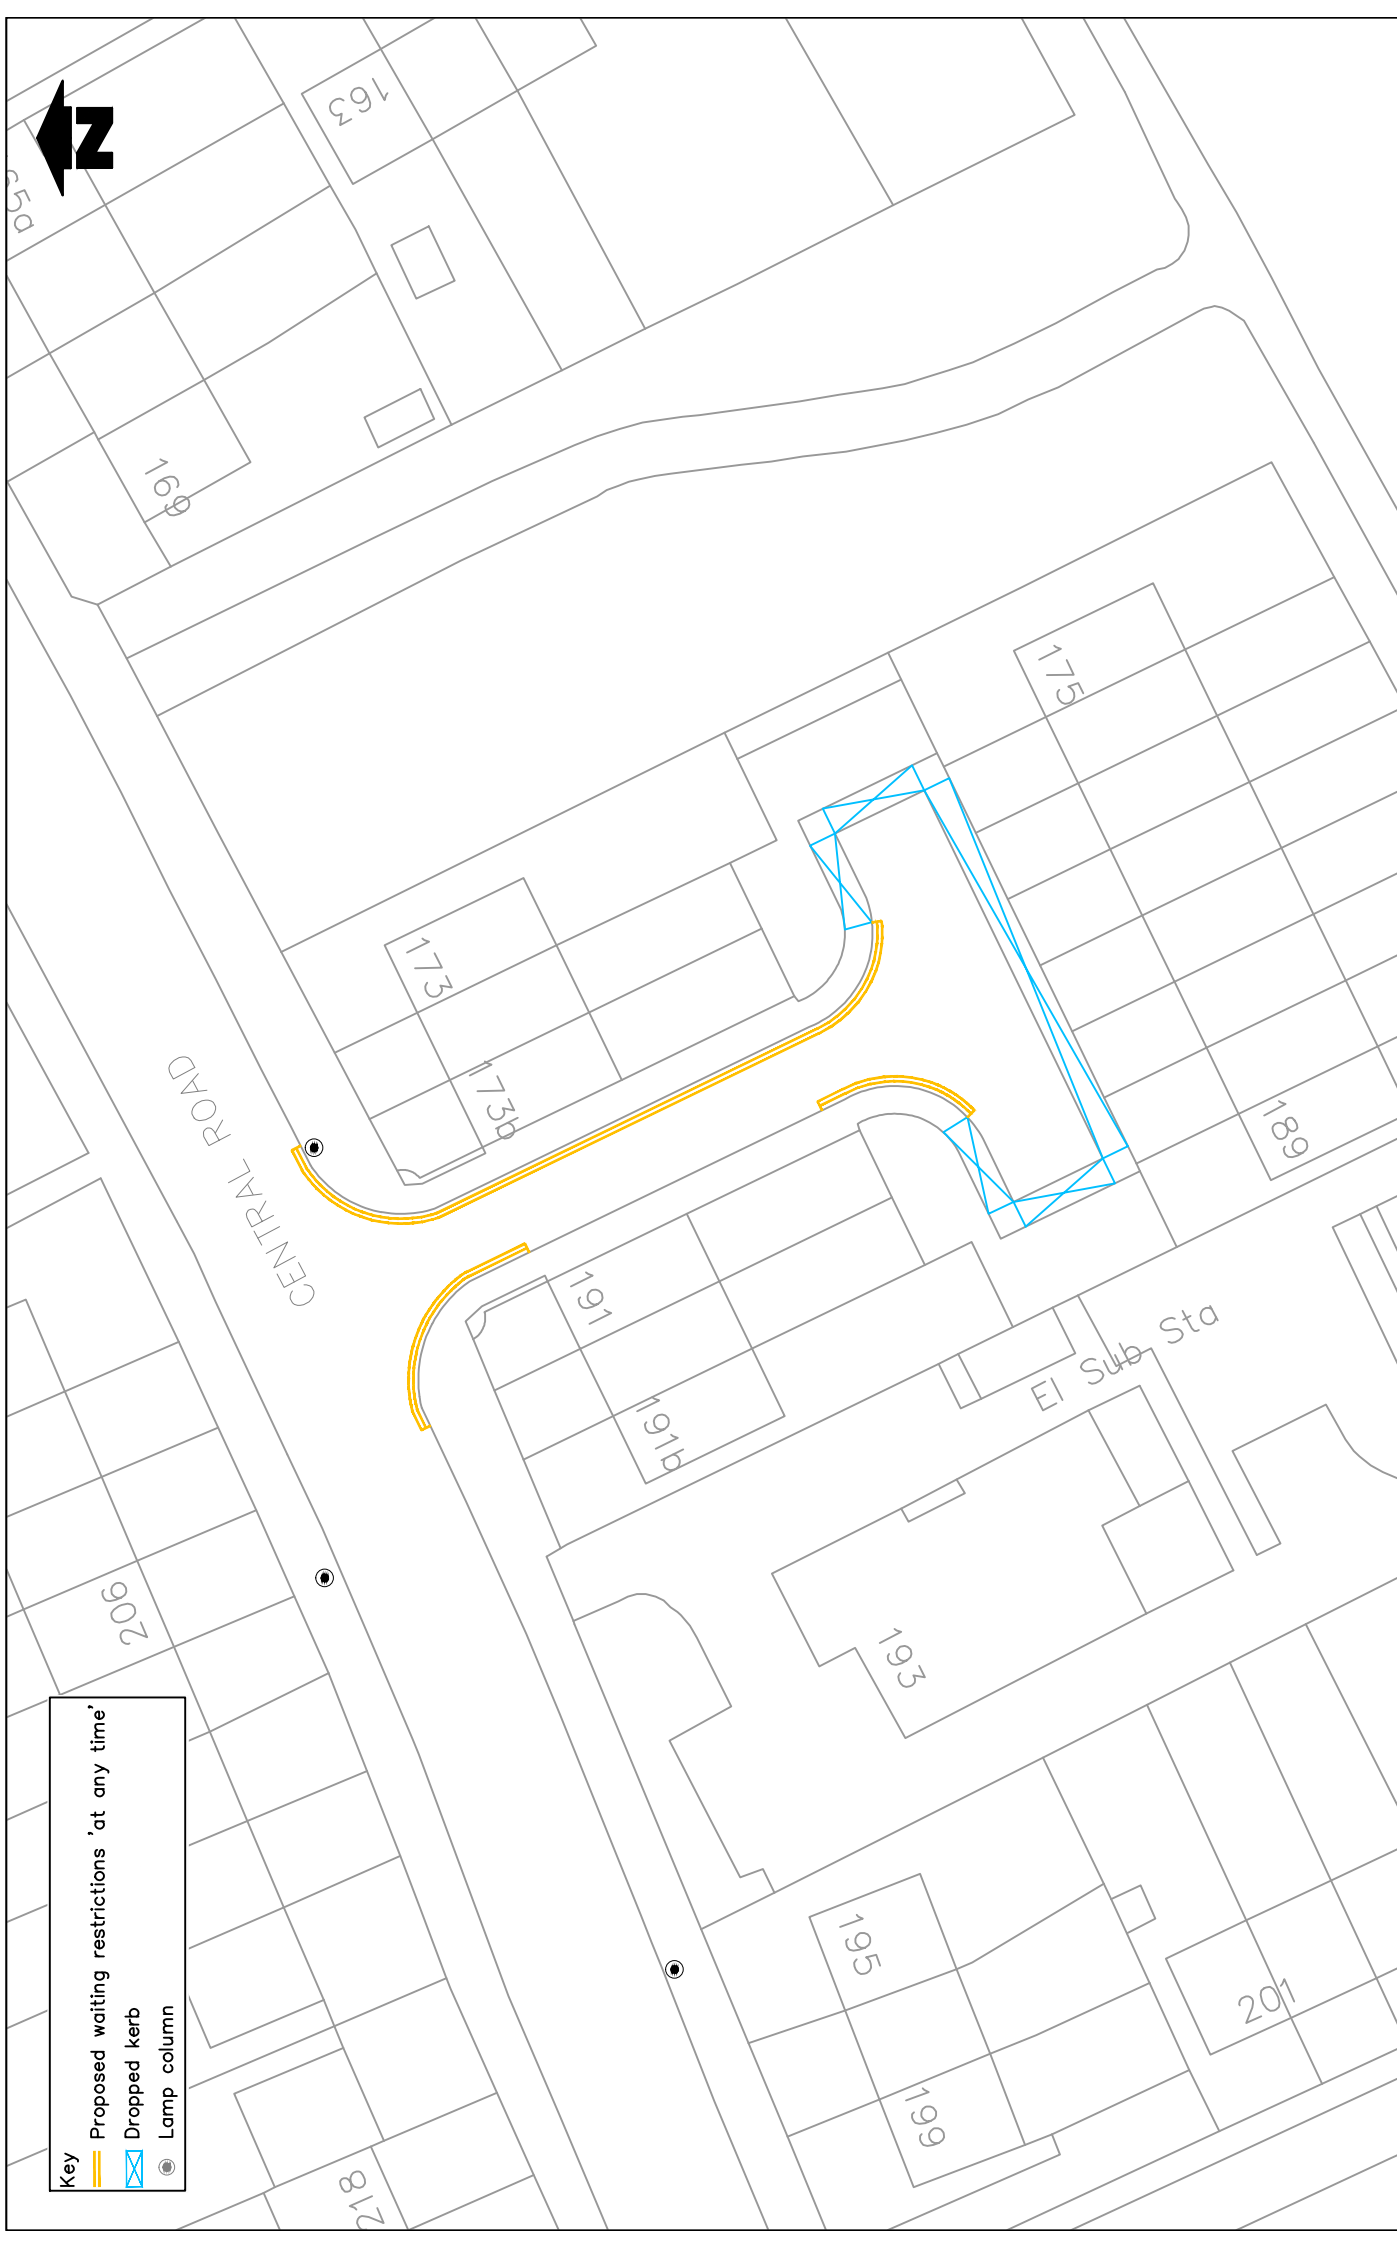 N
163
5a
169
175
173
173b
CENTRAL ROAD
189
191
191b
El Sub Sta
206
193
195
199
201
218
Key
Proposed waiting restrictions 'at any time'
Dropped kerb
Lamp column